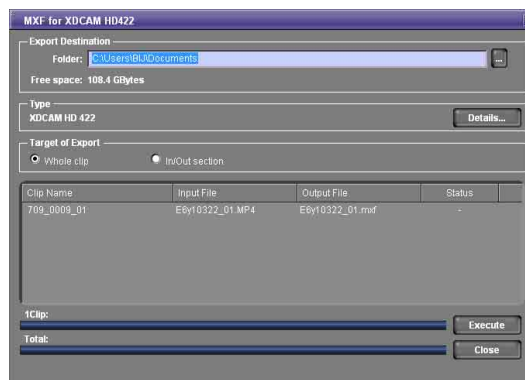 MXF for XDCAM HD422
Export Destination
Folder: C:\Users\BIJ\Documents ...
Free space: 108.4 GBytes
Type
XDCAM HD 422 Details...
Target of Export
Whole clip In/Out section
Clip Name Input File Output File Status
709_0009_01 E6y10322_01.MP4 E6y10322_01.mxf -
1Clip:
Execute
Total:
Close